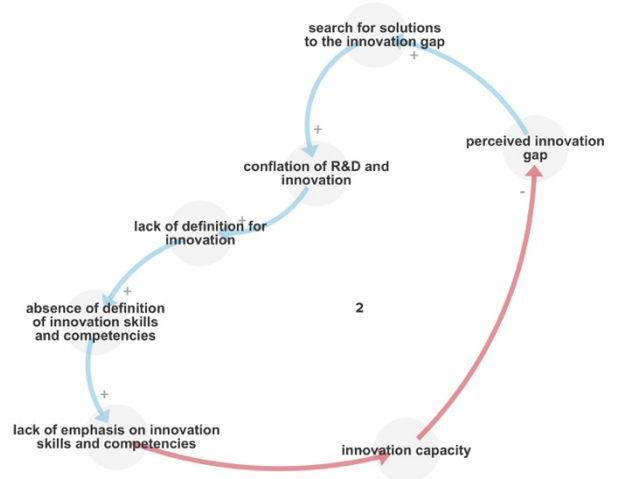 search for solutions
to the innovation gap
+
perceived innovation
gap
+
conflation of R&D and
innovation
-
+
lack of definition for
innovation
+
absence of definition
of innovation skills
and competencies
2
+
lack of emphasis on innovation
skills and competencies
innovation capacity